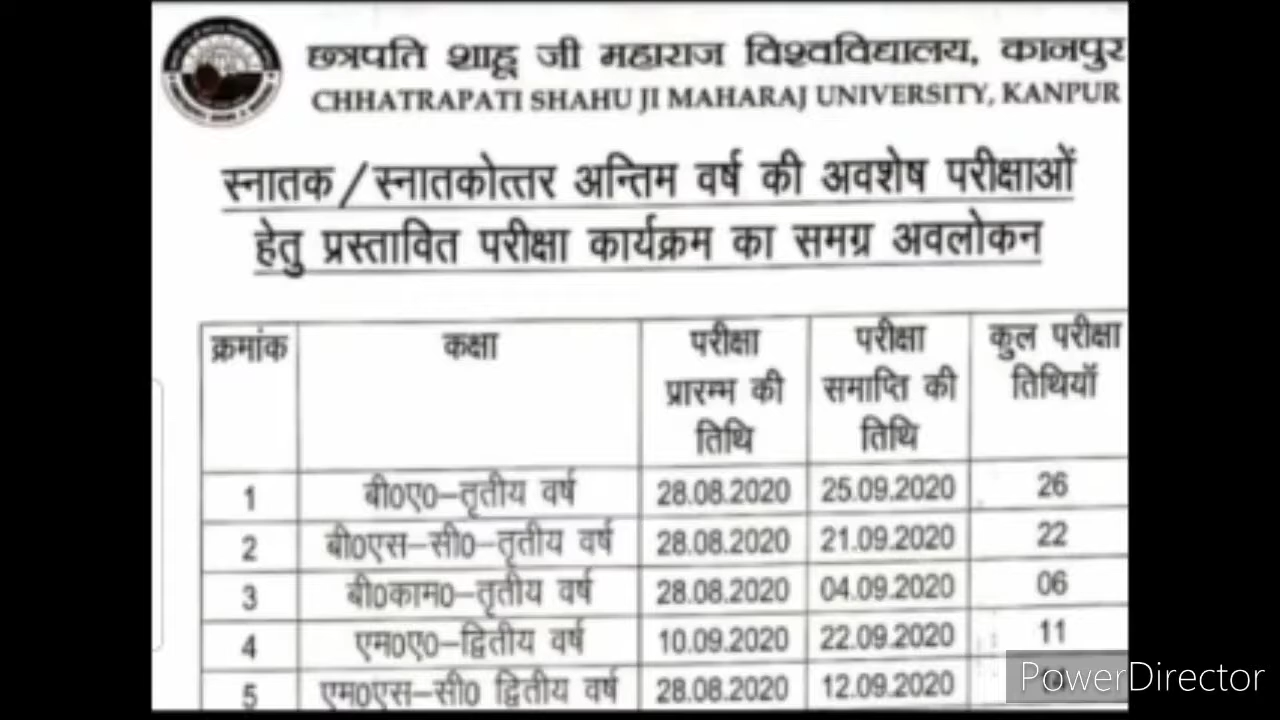 छत्रपति शाहू जी महाराज विश्वविद्यालय, कानपुर
CHHATRAPATI SHAHU JI MAHARAJ UNIVERSITY, KANPUR
स्नातक/स्नातकोत्तर अन्तिम वर्ष की अवशेष परीक्षाओं
हेतु प्रस्तावित परीक्षा कार्यक्रम का समग्र अवलोकन
क्रमांक कक्षा परीक्षा परीक्षा कुल परीक्षा
प्रारम्भ की समाप्ति की तिथियॉ
तिथि तिथि
1 बी0ए0-तृतीय वर्ष 28.08.2020 25.09.2020 26
2 बी0एस-सी0-तृतीय वर्ष 28.08.2020 21.09.2020 22
3 बी0काम0-तृतीय वर्ष 28.08.2020 04.09.2020 06
4 एम0ए0-द्वितीय वर्ष 10.09.2020 22.09.2020 11
5 एम0एस-सी0 द्वितीय वर्ष 28.08.2020 12.09.2020
PowerDirector